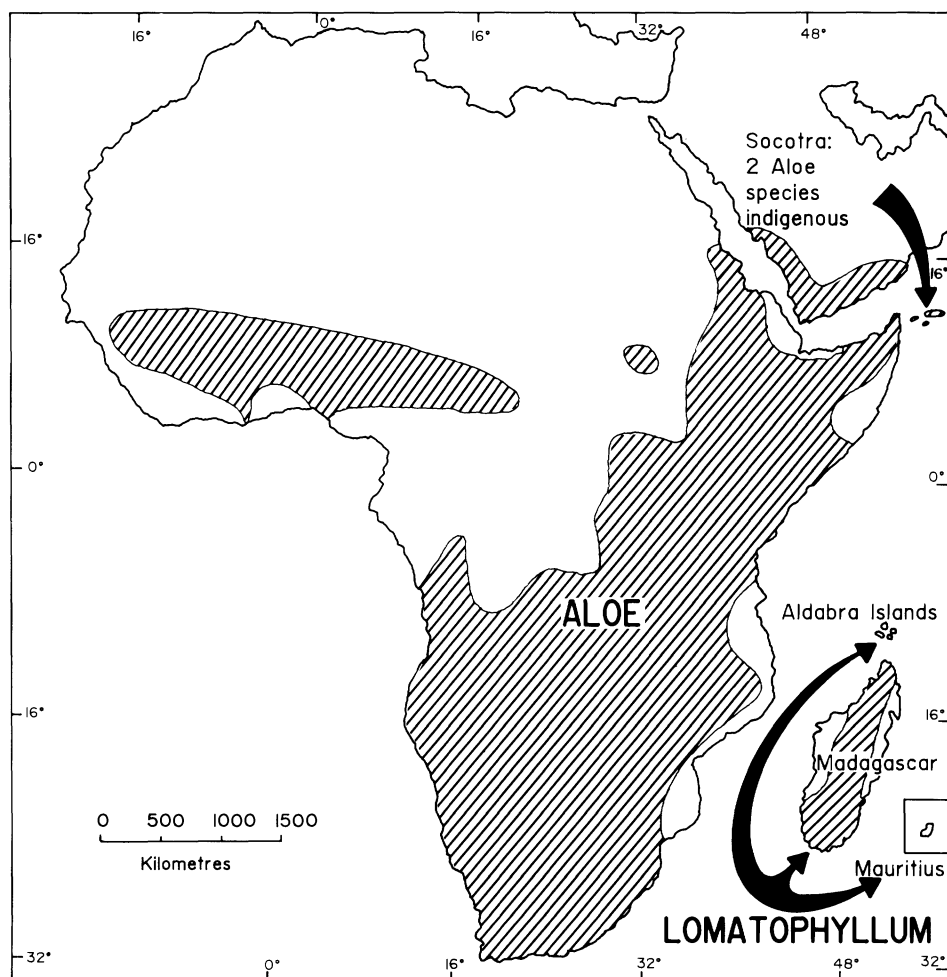 16° 0° 16° 32° 48°
Socotra:
2 Aloe
species
indigenous
16° 16°
0° 0°
ALOE
Aldabra Islands
16° 16°
Madagascar
0 500 1000 1500
Kilometres
Mauritius
LOMATOPHYLLUM
32° 0° 16° 32° 48° 32°